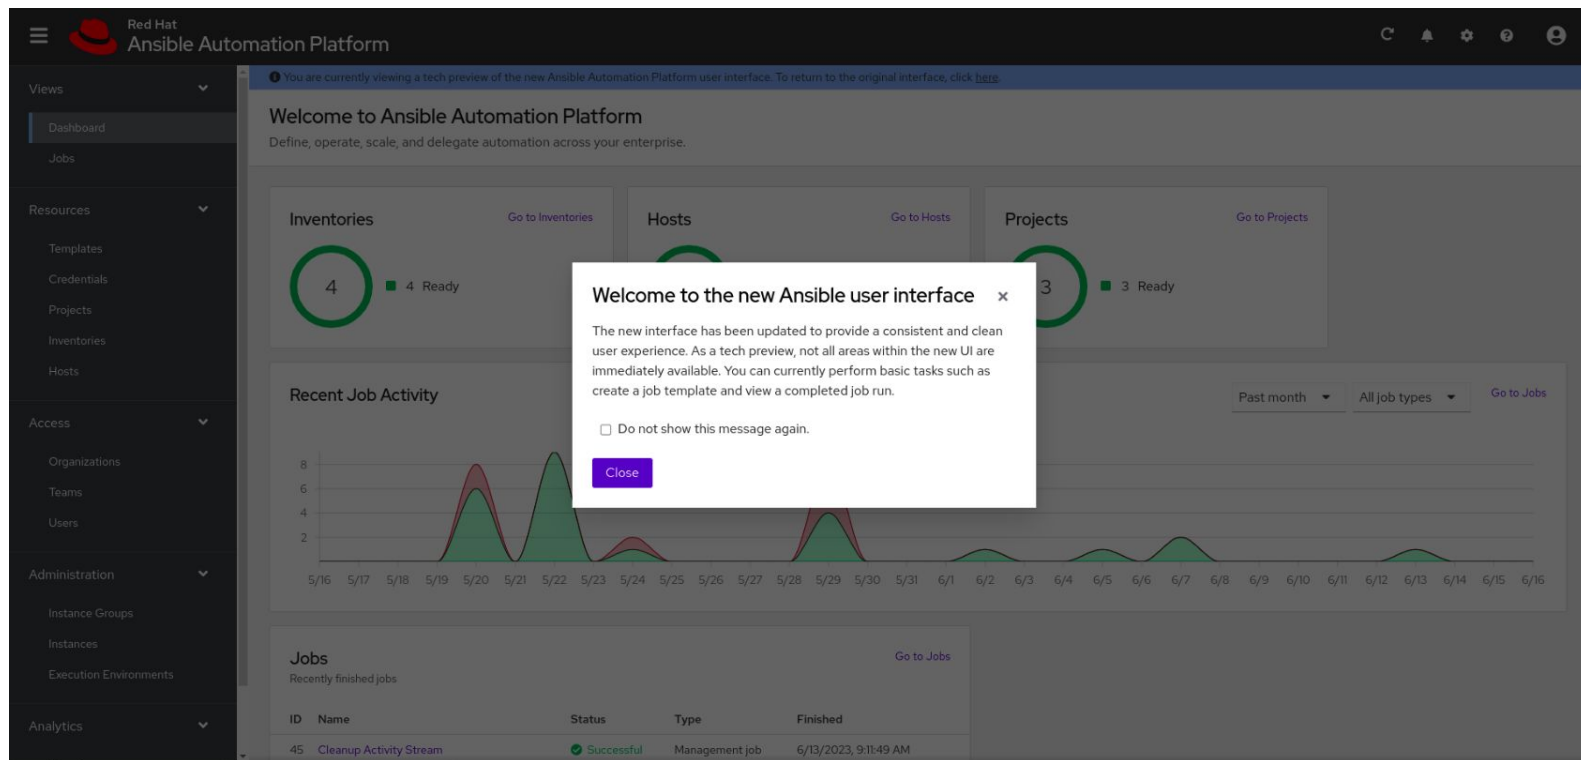 Red Hat
Ansible Automation Platform
Views
Dashboard
Jobs
Resources
Templates
Credentials
Projects
Inventories
Hosts
Access
Organizations
Teams
Users
Administration
Instance Groups
Instances
Execution Environments
Analytics
You are currently viewing a tech preview of the new Ansible Automation Platform user interface. To return to the original interface, click here.
Welcome to Ansible Automation Platform
Define, operate, scale, and delegate automation across your enterprise.
Inventories Go to Inventories
4 4 Ready
Hosts Go to Hosts
Projects Go to Projects
3 3 Ready
Welcome to the new Ansible user interface
The new interface has been updated to provide a consistent and clean
user experience. As a tech preview, not all areas within the new UI are
immediately available. You can currently perform basic tasks such as
create a job template and view a completed job run.
Do not show this message again.
Close
Recent Job Activity Past month All job types Go to Jobs
8
6
4
2
5/16 5/17 5/18 5/19 5/20 5/21 5/22 5/23 5/24 5/25 5/26 5/27 5/28 5/29 5/30 5/31 6/1 6/2 6/3 6/4 6/5 6/6 6/7 6/8 6/9 6/10 6/11 6/12 6/13 6/14 6/15 6/16
Jobs Go to Jobs
Recently finished jobs
ID Name Status Type Finished
45 Cleanup Activity Stream Successful Management job 6/13/2023, 9:11:49 AM